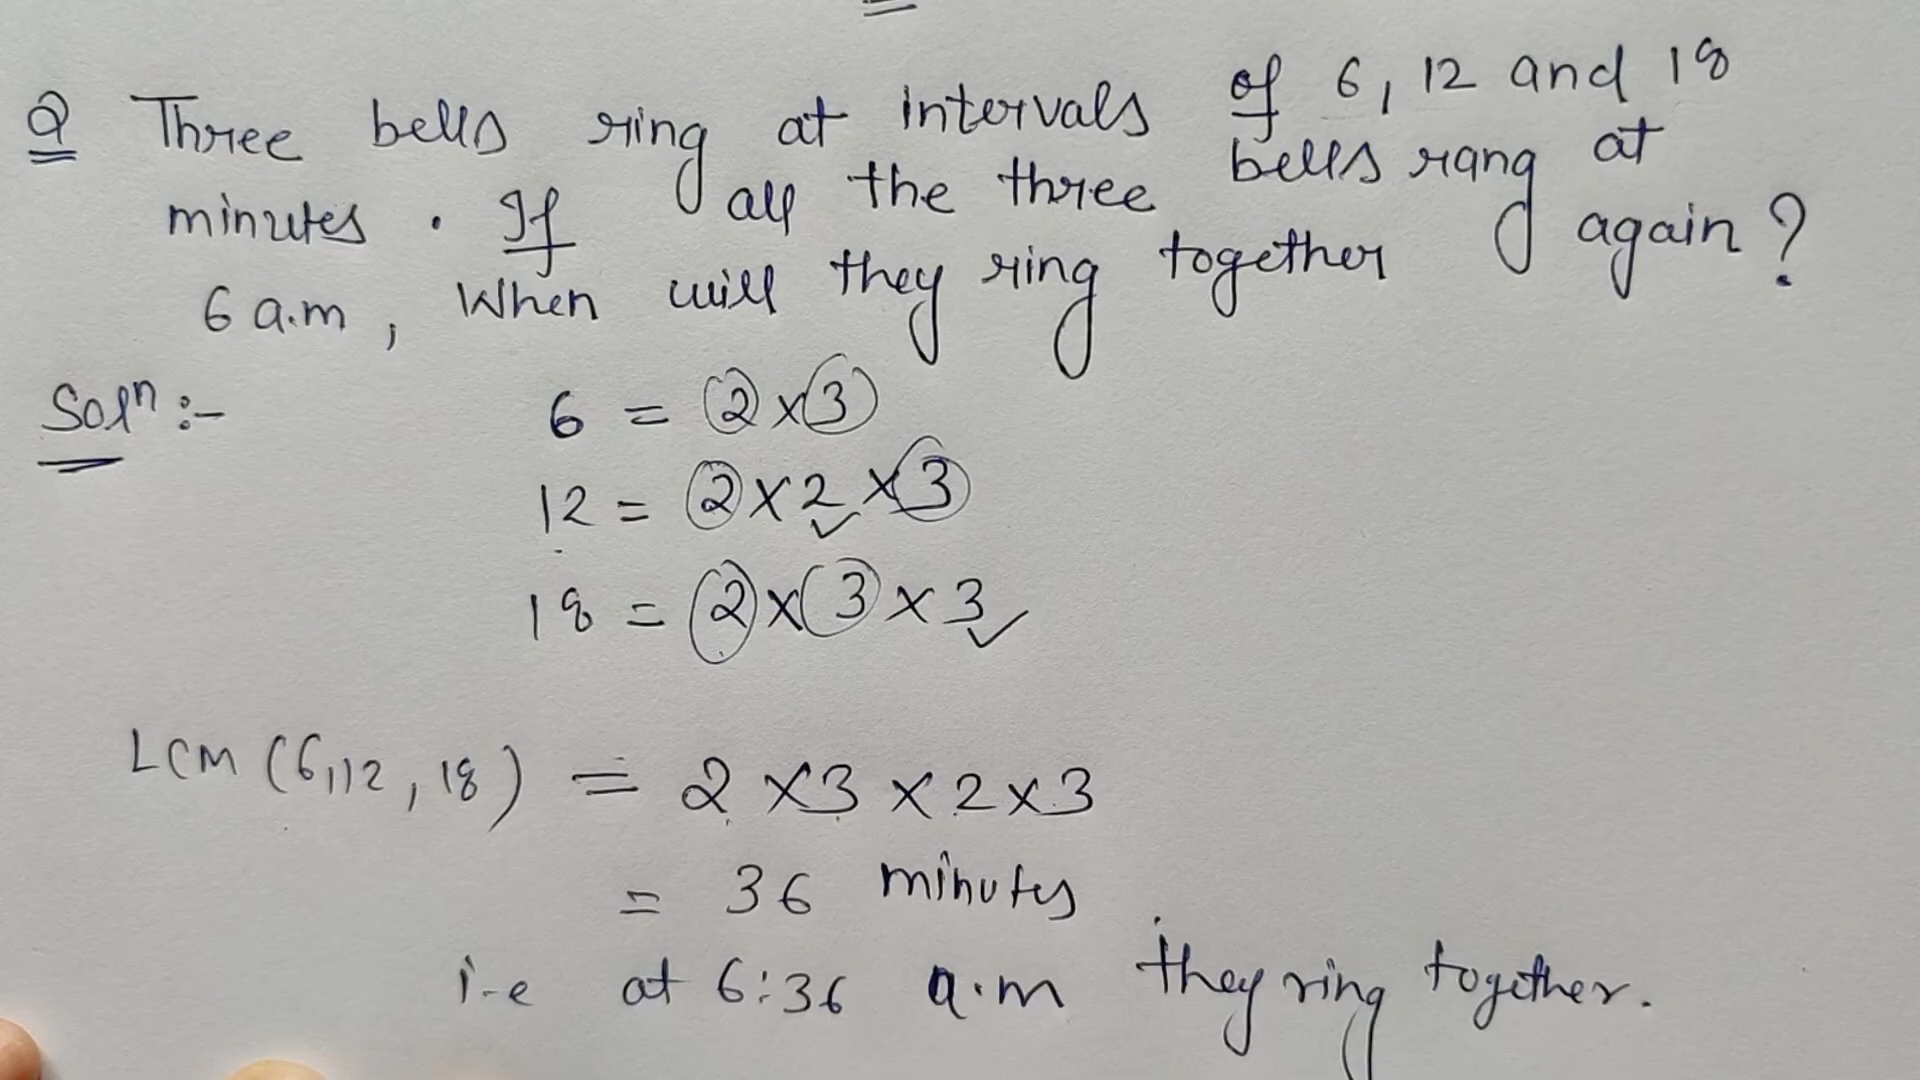 Q Three bells ring at intervals of 6, 12 and 18
minutes. If all the three bells rang at
6 a.m, When will they ring together again?
Solⁿ :-
6 = 2 x 3
12 = 2 x 2 x 3
18 = 2 x 3 x 3
LCM (6,12, 18) = 2 x 3 x 2 x 3
= 36 minutes
i-e at 6:36 a.m they ring together.